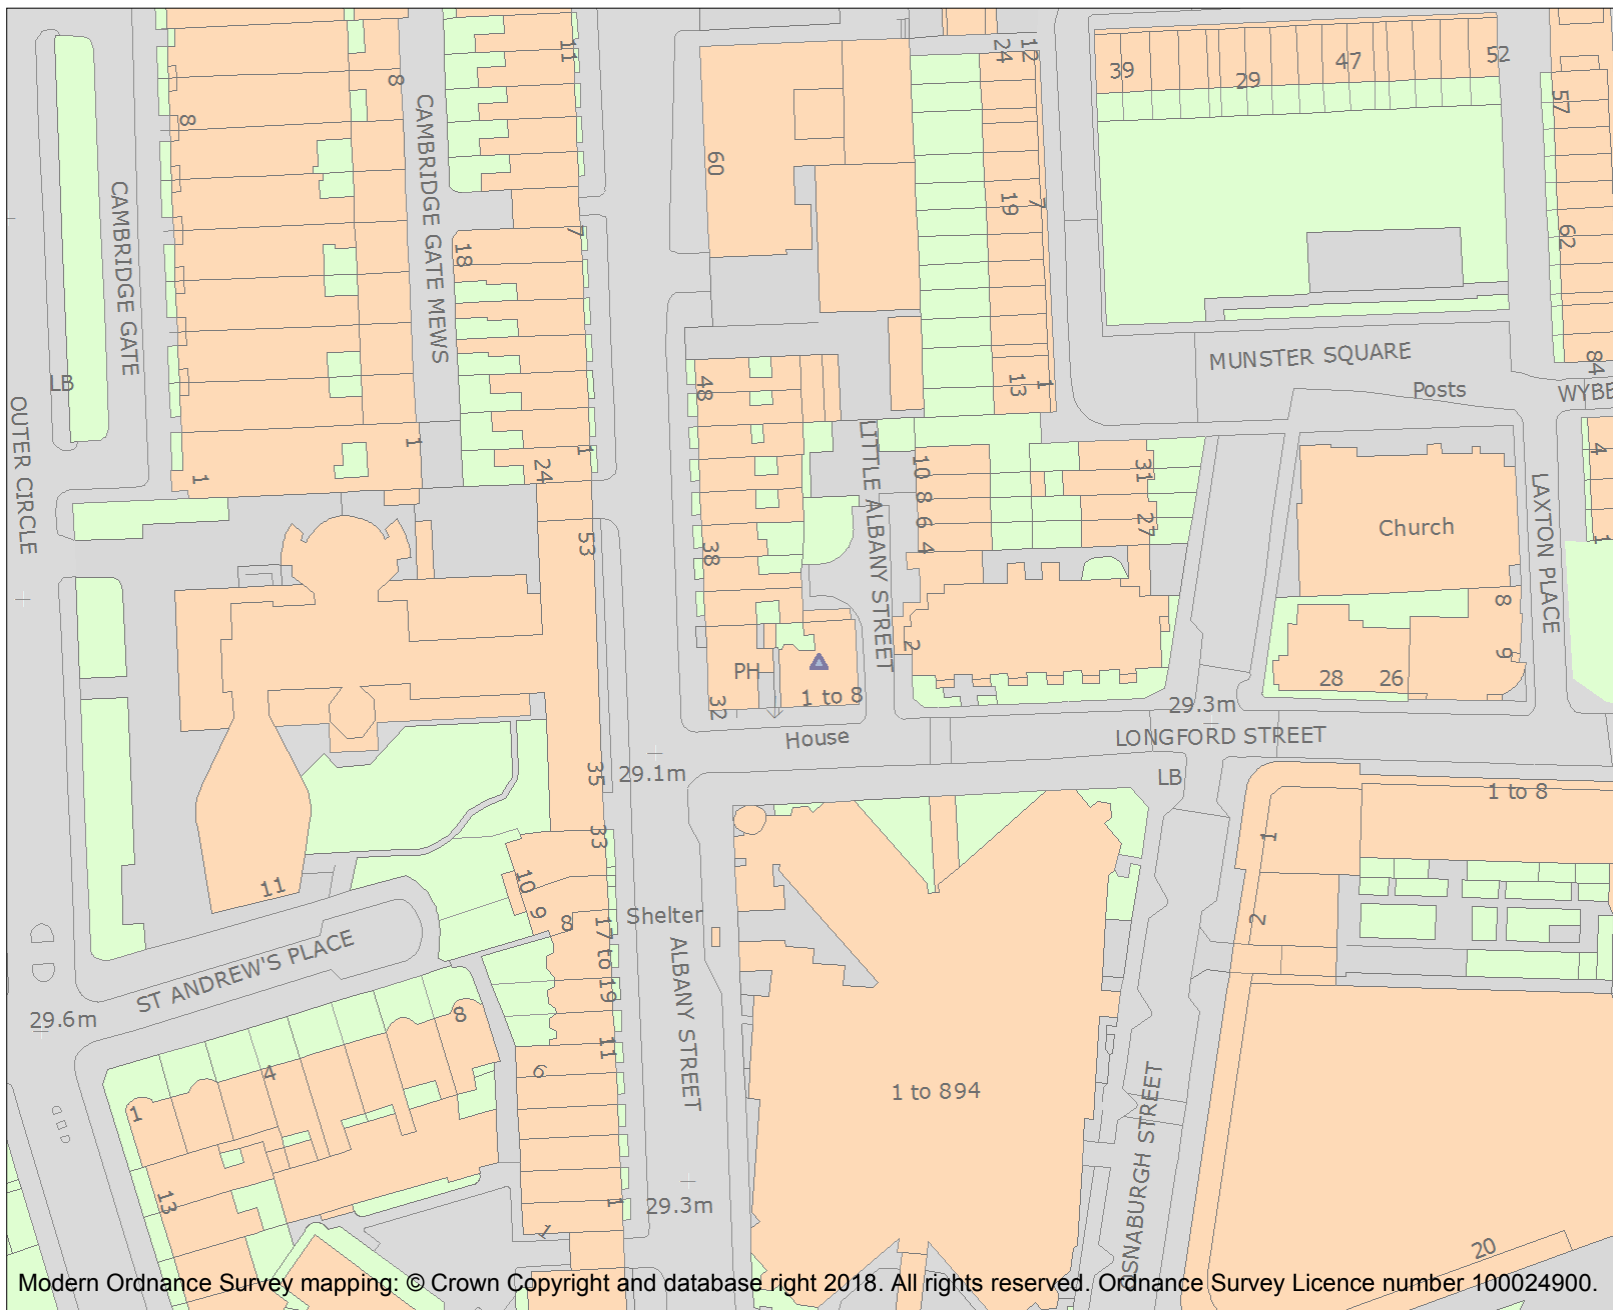 11
24
12
39
29
47
52
57
8
8
60
CAMBRIDGE GATE
CAMBRIDGE GATE MEWS
19
7
7
18
62
MUNSTER SQUARE
84
Posts
WYBE
LB
48
13
1
OUTER CIRCLE
1
1
24
1
LITTLE ALBANY STREET
10
8
6
4
31
27
4
Church
LAXTON PLACE
1
53
38
8
9
2
PH
1 to 8
28
26
32
29.3m
House
LONGFORD STREET
35
29.1m
LB
1 to 8
33
1
11
10
9
8
2
Shelter
17 to 19
ST ANDREW'S PLACE
ALBANY STREET
29.6m
8
11
4
6
1
1 to 894
OSNABURGH STREET
13
1
29.3m
1
20
Modern Ordnance Survey mapping: © Crown Copyright and database right 2018. All rights reserved. Ordnance Survey Licence number 100024900.